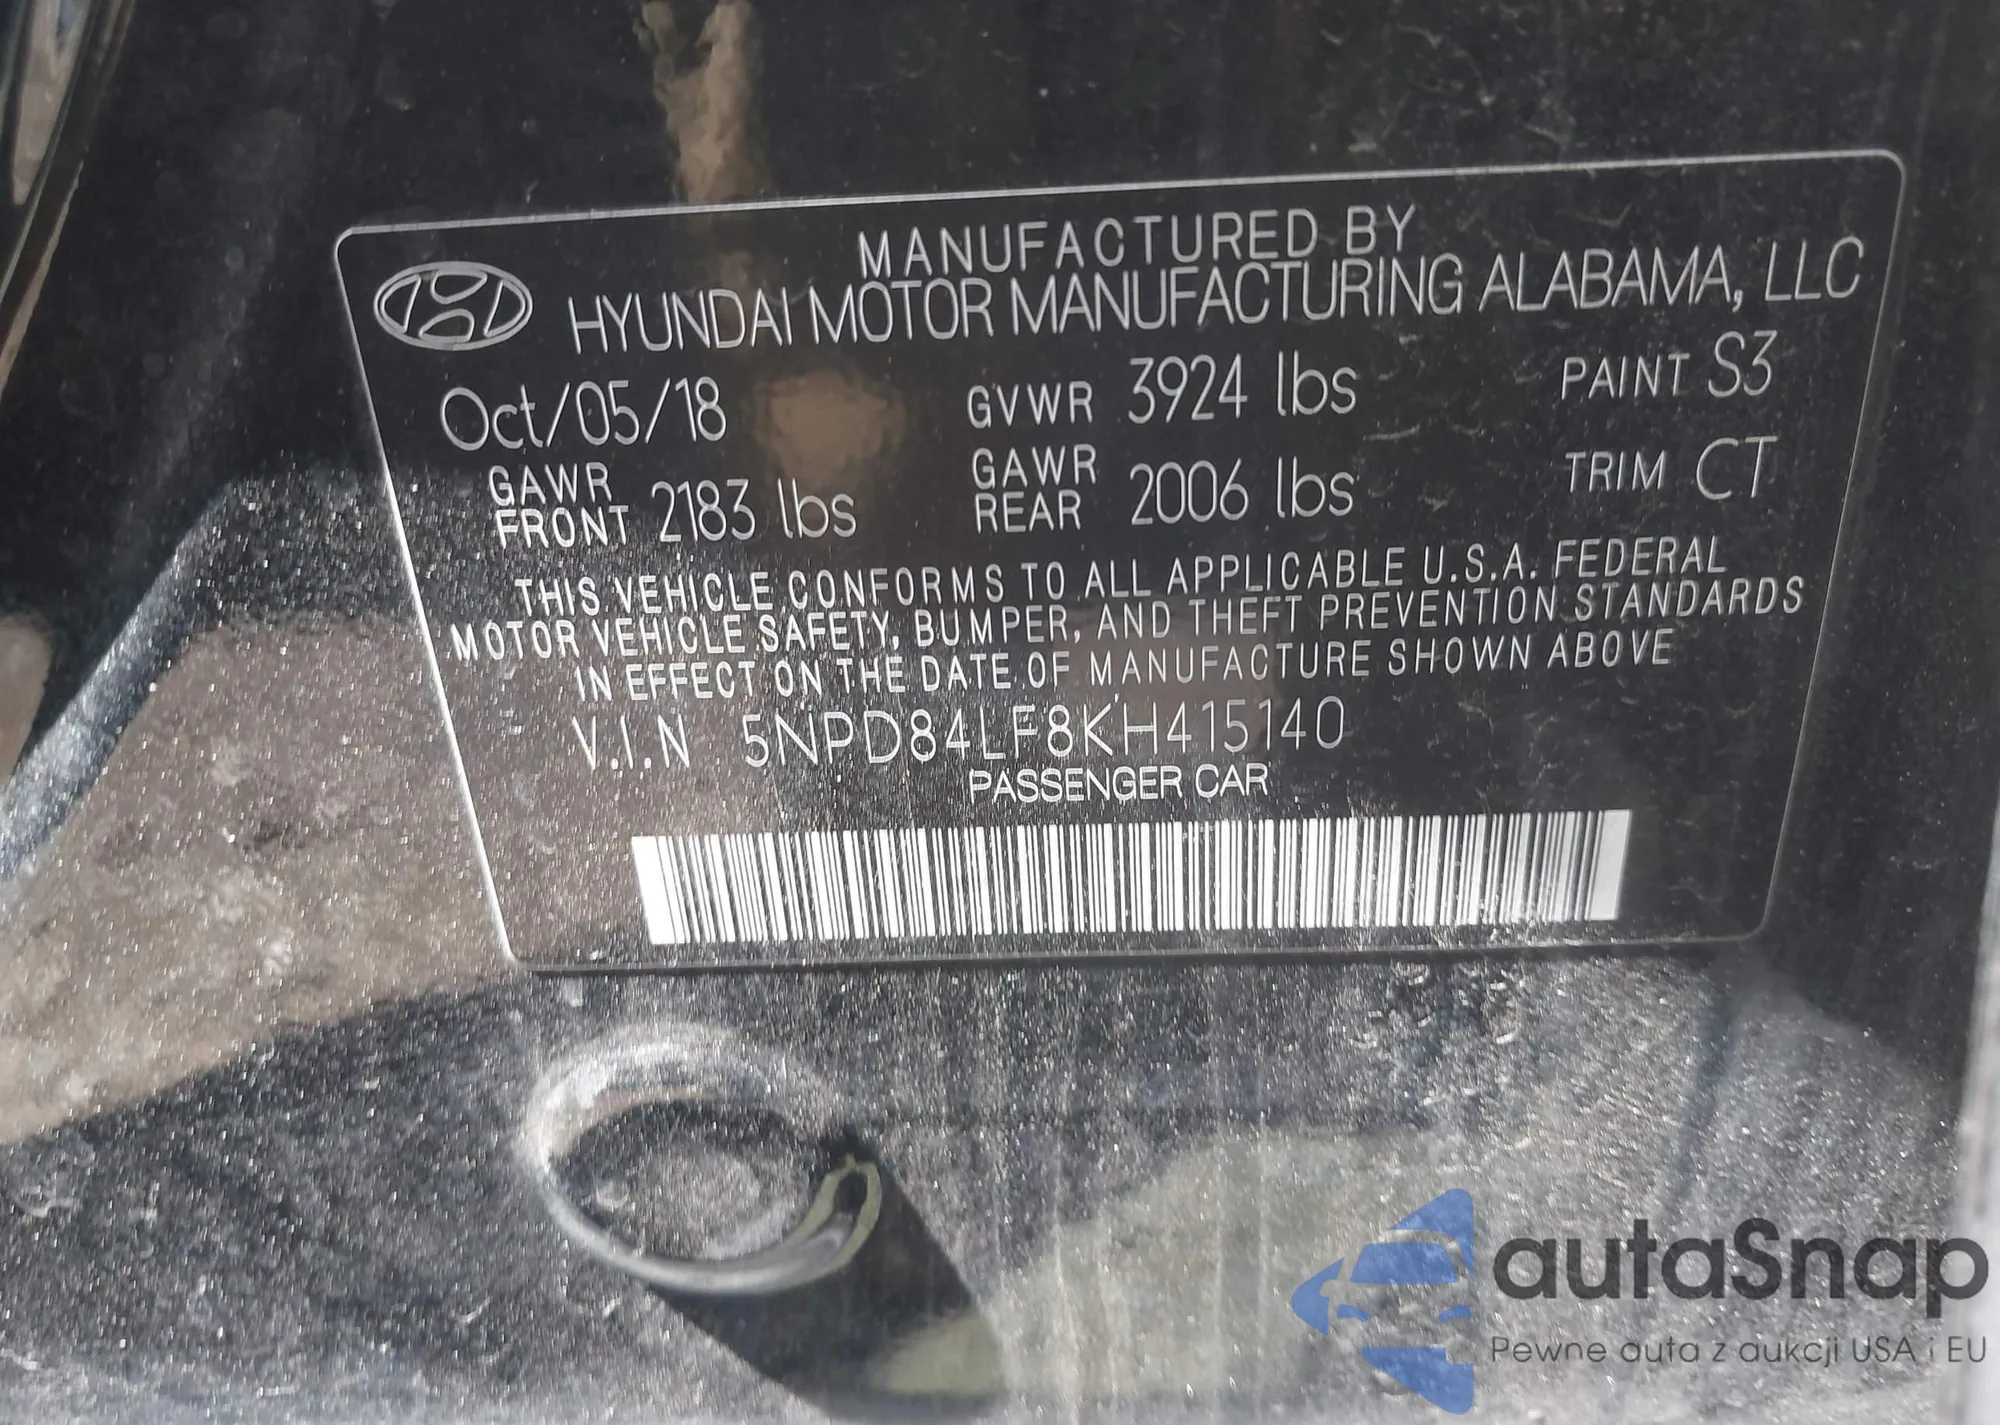 MANUFACTURED BY
HYUNDAI MOTOR MANUFACTURING ALABAMA, LLC
Oct/05/18 GVWR 3924 lbs PAINT S3
GAWR FRONT 2183 lbs GAWR REAR 2006 lbs TRIM CT
THIS VEHICLE CONFORMS TO ALL APPLICABLE U.S.A. FEDERAL
MOTOR VEHICLE SAFETY, BUMPER, AND THEFT PREVENTION STANDARDS
IN EFFECT ON THE DATE OF MANUFACTURE SHOWN ABOVE
V.I.N 5NPD84LF8KH415140
PASSENGER CAR
autaSnap
Pewne auta z aukcji USA i EU